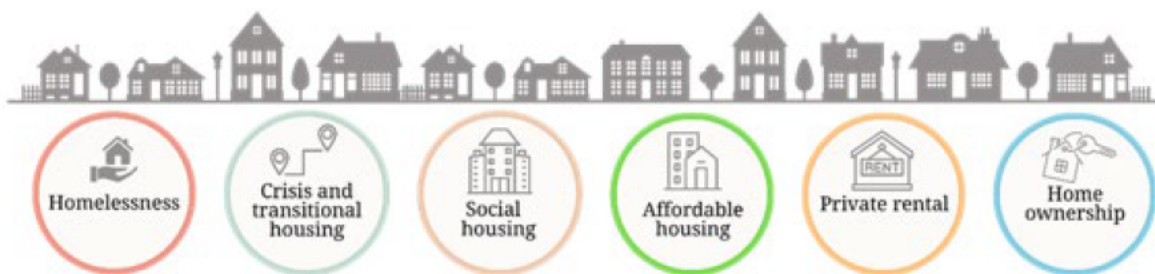 Homelessness
Crisis and
transitional
housing
Social
housing
Affordable
housing
RENT
Private rental
Home
ownership